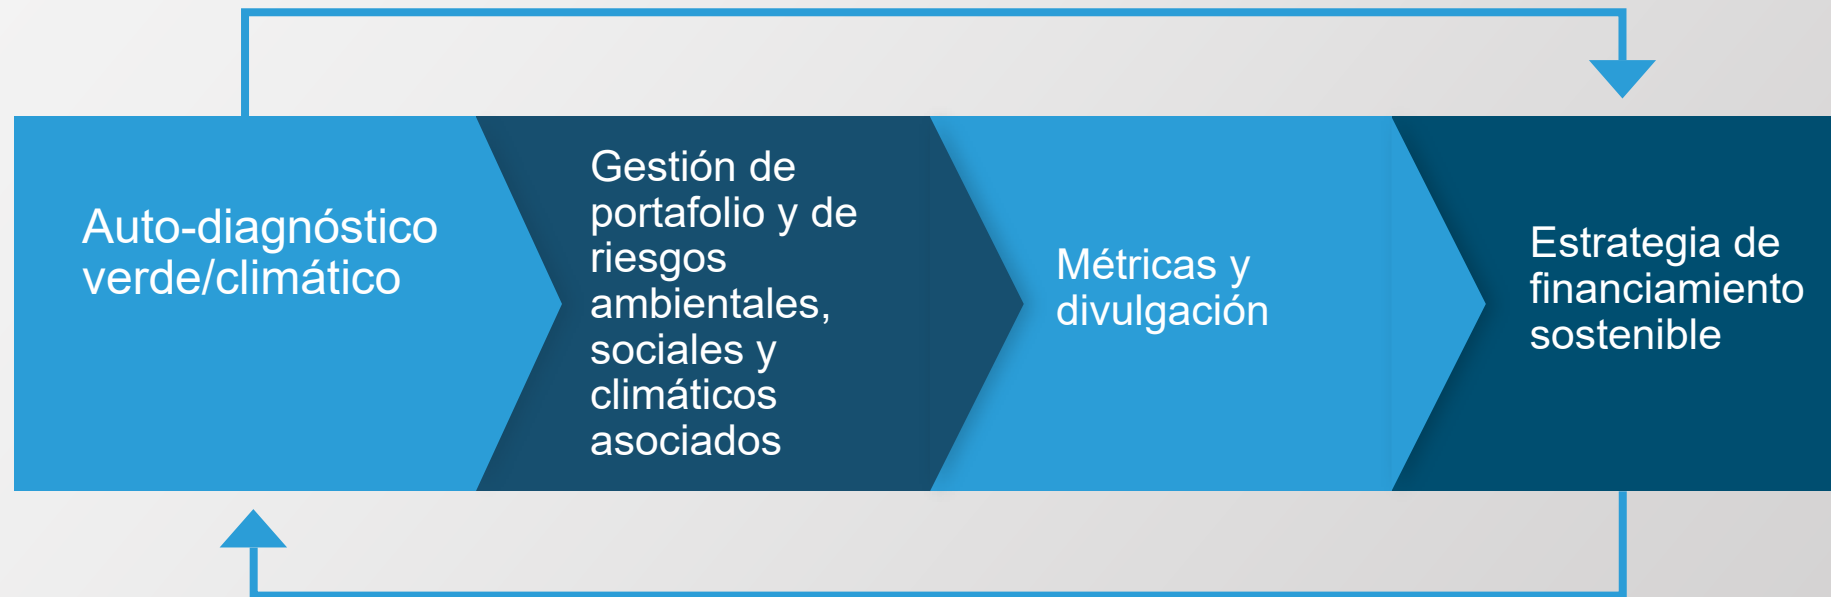 Auto-diagnóstico
verde/climático
Gestión de
portafolio y de
riesgos
ambientales,
sociales y
climáticos
asociados
Métricas y
divulgación
Estrategia de
financiamiento
sostenible